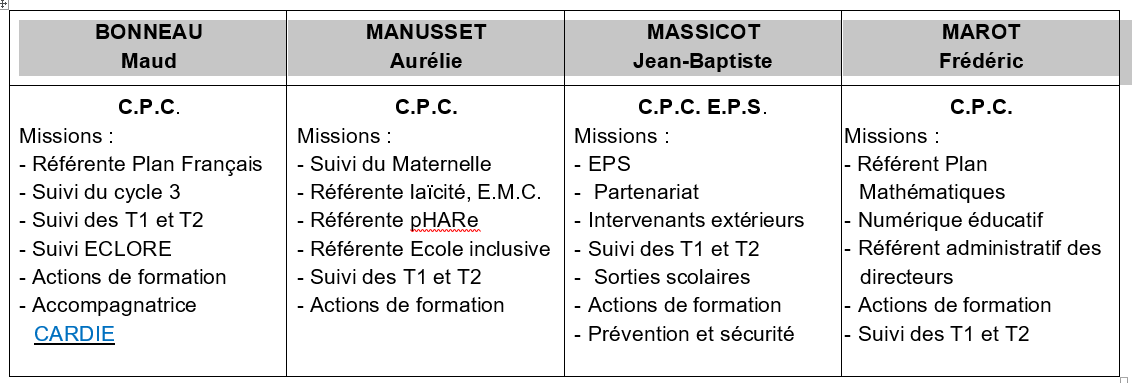 BONNEAU
Maud
C.P.C.
Missions :
- Référente Plan Français
- Suivi du cycle 3
- Suivi des T1 et T2
- Suivi ECLORE
- Actions de formation
- Accompagnatrice
CARDIE
MANUSSET
Aurélie
C.P.C.
Missions :
- Suivi du Maternelle
- Référente laïcité, E.M.C.
- Référente pHARe
- Référente Ecole inclusive
- Suivi des T1 et T2
- Actions de formation
MASSICOT
Jean-Baptiste
C.P.C. E.P.S.
Missions :
- EPS
- Partenariat
- Intervenants extérieurs
- Suivi des T1 et T2
- Sorties scolaires
- Actions de formation
- Prévention et sécurité
MAROT
Frédéric
C.P.C.
Missions :
- Référent Plan
Mathématiques
- Numérique éducatif
- Référent administratif des
directeurs
- Actions de formation
- Suivi des T1 et T2